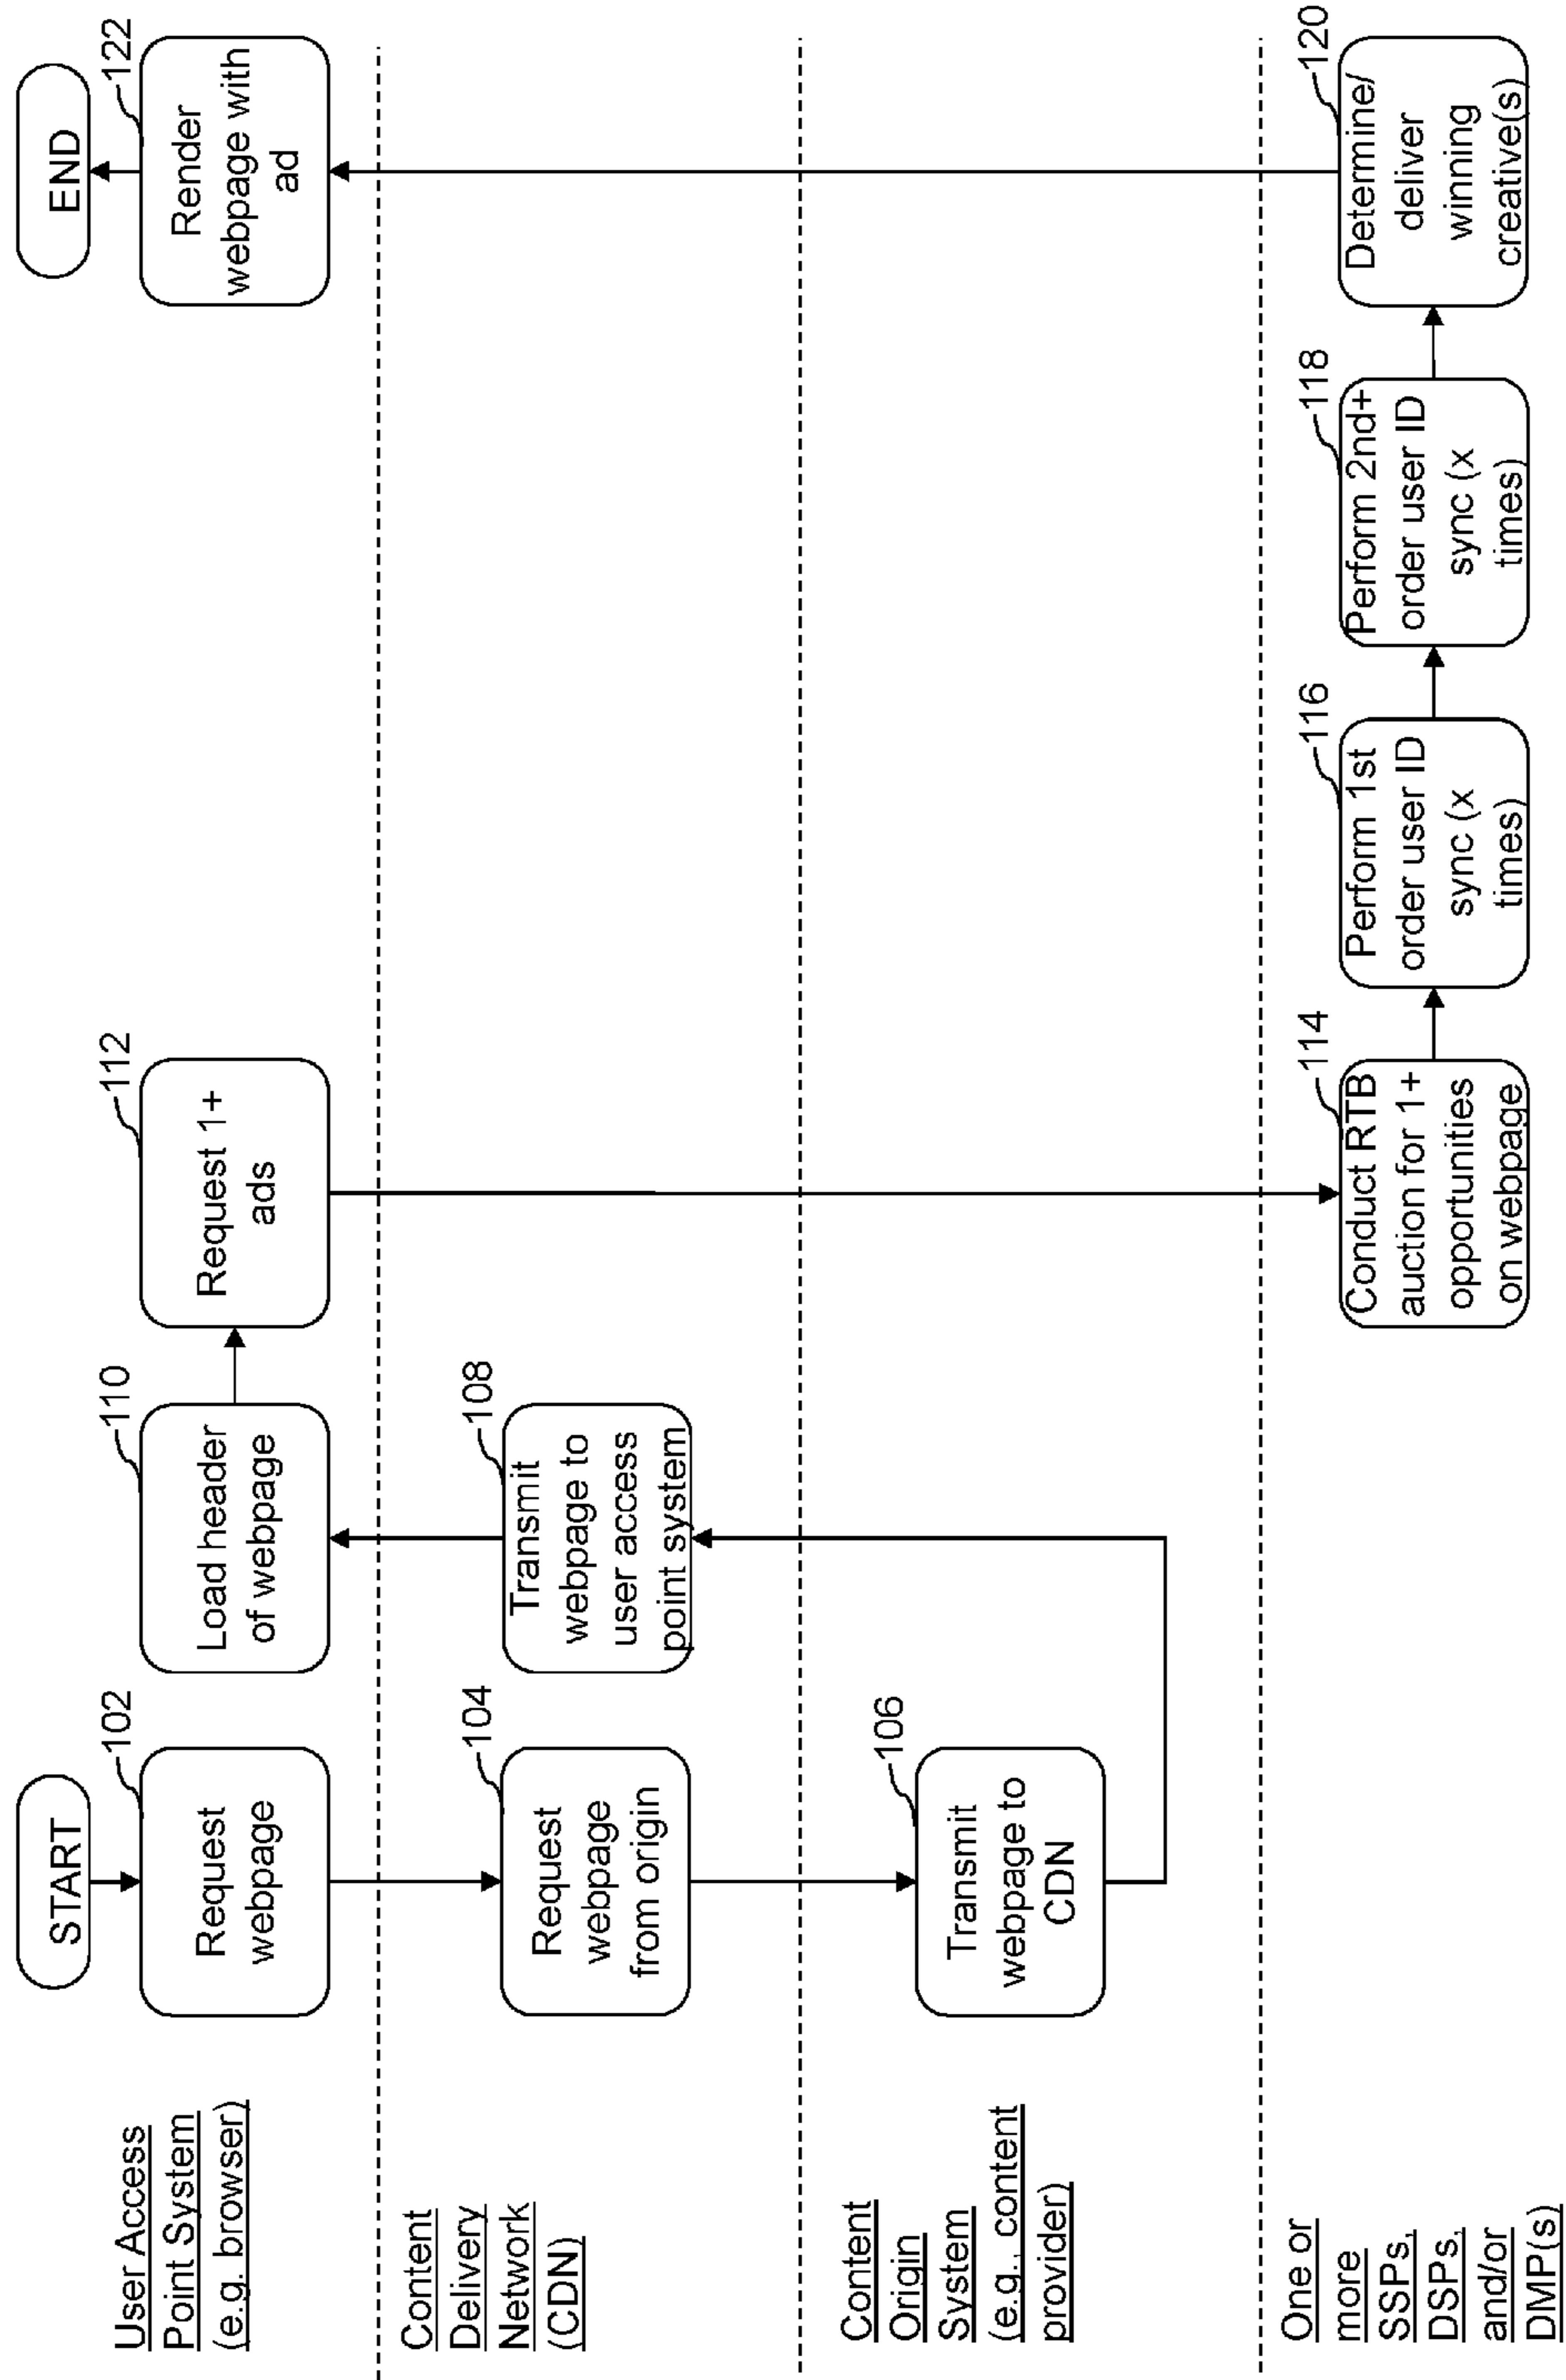 User Access
Point System
(e.g. browser)
START
102
Request
webpage
110
Load header
of webpage
112
Request 1+
ads
END
122
Render
webpage with
ad
Content
Delivery
Network
(CDN)
104
Request
webpage
from origin
108
Transmit
webpage to
user access
point system
Content
Origin
System
(e.g., content
provider)
106
Transmit
webpage to
CDN
One or
more
SSPs,
DSPs,
and/or
DMP(s)
114
Conduct RTB
auction for 1+
opportunities
on webpage
116
Perform 1st
order user ID
sync (x
times)
118
Perform 2nd+
order user ID
sync (x
times)
120
Determine/
deliver
winning
creative(s)